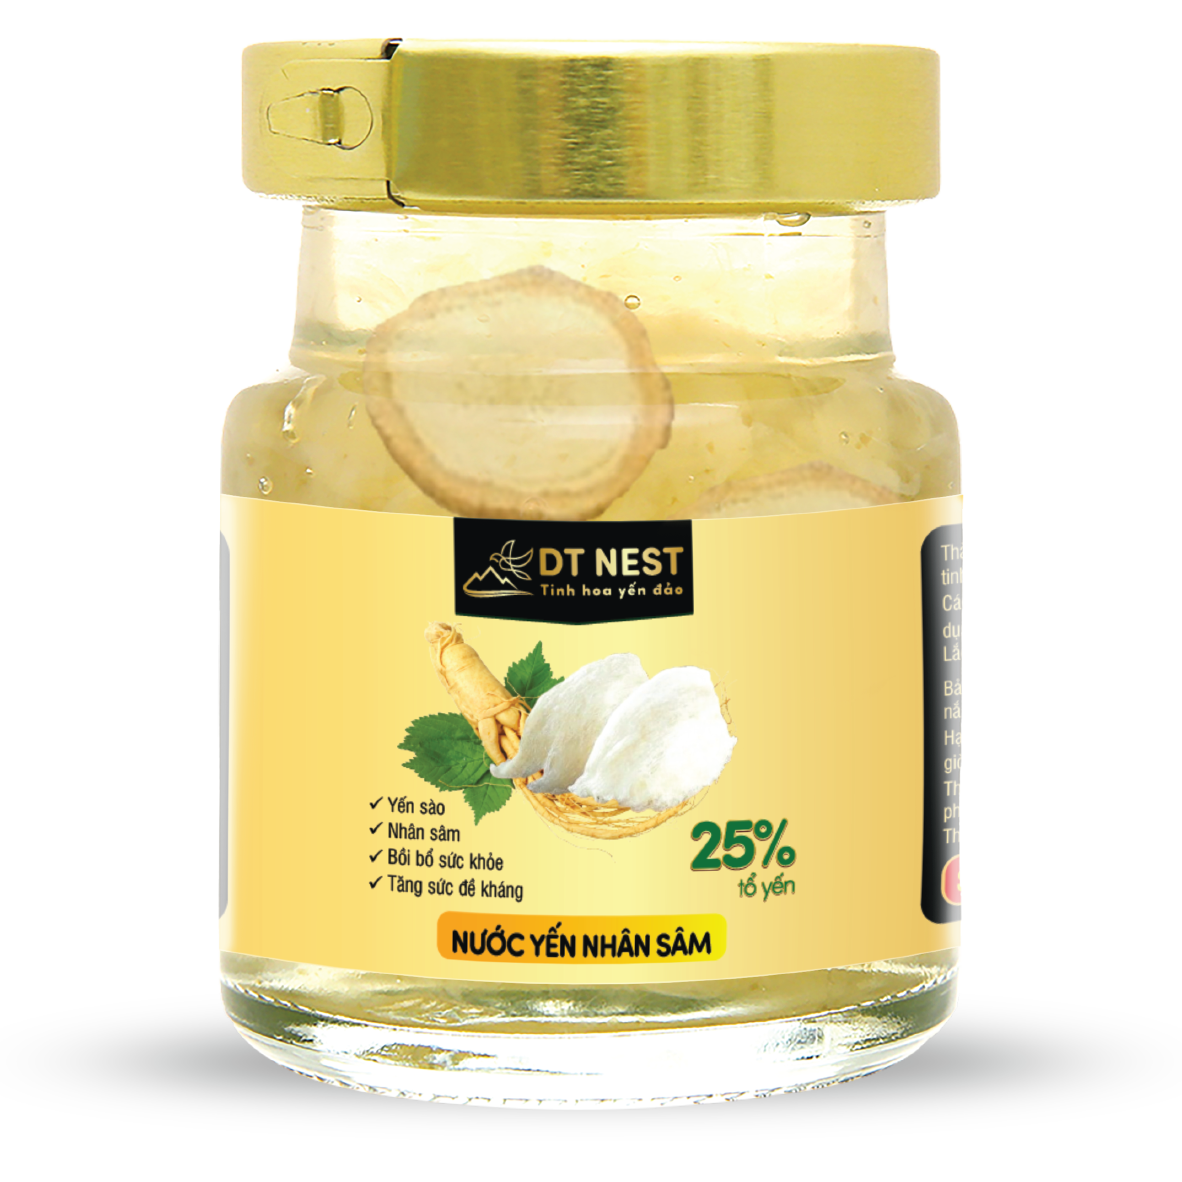 DT NEST
Tinh hoa yến đảo
✓ Yến sào
✓ Nhân sâm
✓ Bồi bổ sức khỏe
✓ Tăng sức đề kháng
25%
tổ yến
NƯỚC YẾN NHÂN SÂM